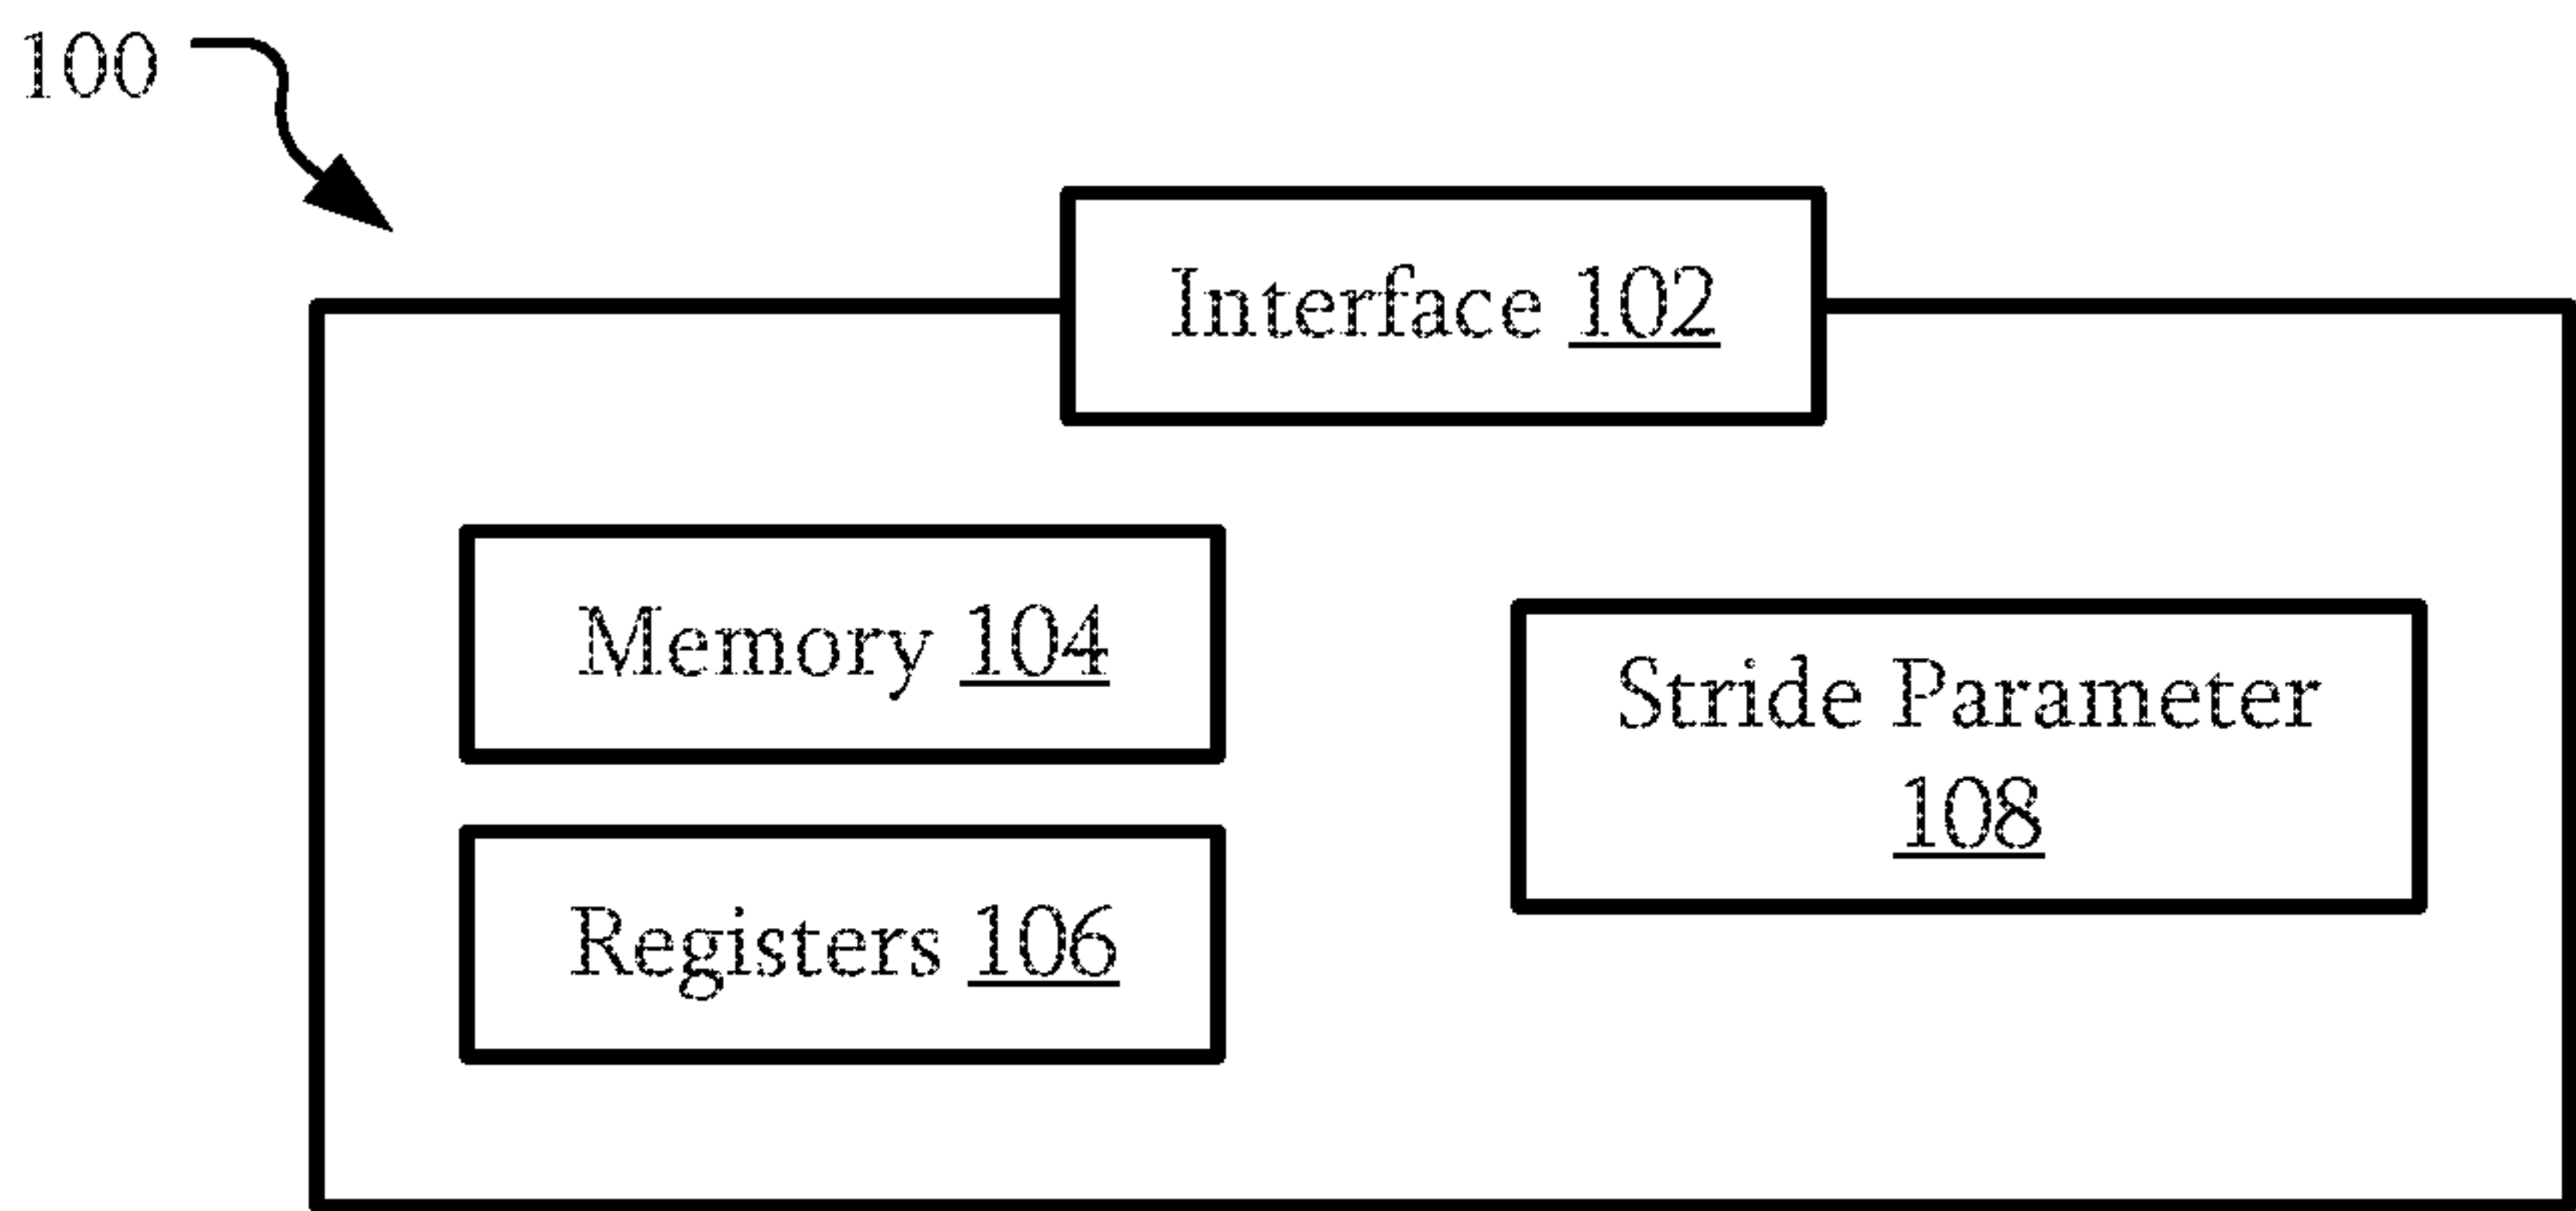 100
Interface 102
Memory 104
Registers 106
Stride Parameter
108